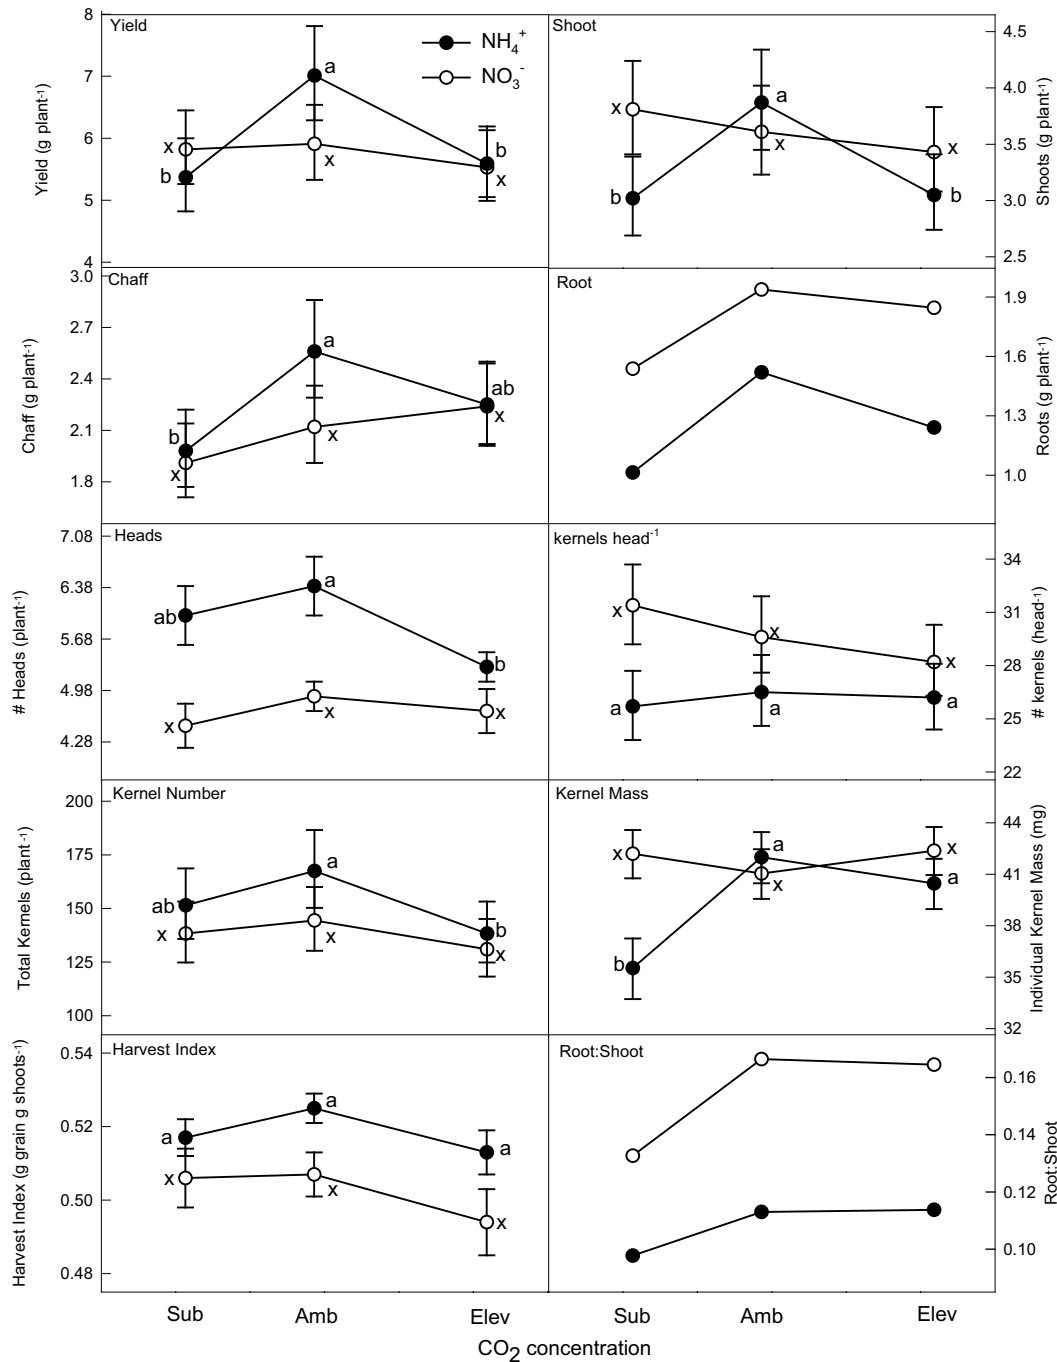 Yield
NH₄⁺
NO₃⁻
8
7
6
5
4
Yield (g plant⁻¹)
a
x
b
x
b
x
Shoot
4.5
4.0
3.5
3.0
2.5
Shoots (g plant⁻¹)
x
a
x
x
b
b
Chaff
3.0
2.7
2.4
2.1
1.8
Chaff (g plant⁻¹)
a
ab
b
x
x
x
Root
1.9
1.6
1.3
1.0
Roots (g plant⁻¹)
Heads
7.08
6.38
5.68
4.98
4.28
# Heads (plant⁻¹)
ab
a
b
x
x
x
kernels head⁻¹
34
31
28
25
22
# kernels (head⁻¹)
x
x
x
a
a
a
Kernel Number
200
175
150
125
100
Total Kernels (plant⁻¹)
ab
a
b
x
x
x
Kernel Mass
44
41
38
35
32
Individual Kernel Mass (mg)
x
a
x
x
a
b
Harvest Index
0.54
0.52
0.50
0.48
Harvest Index (g grain g shoots⁻¹)
a
a
a
x
x
x
Root:Shoot
0.16
0.14
0.12
0.10
Root:Shoot
Sub Amb Elev Sub Amb Elev
CO₂ concentration